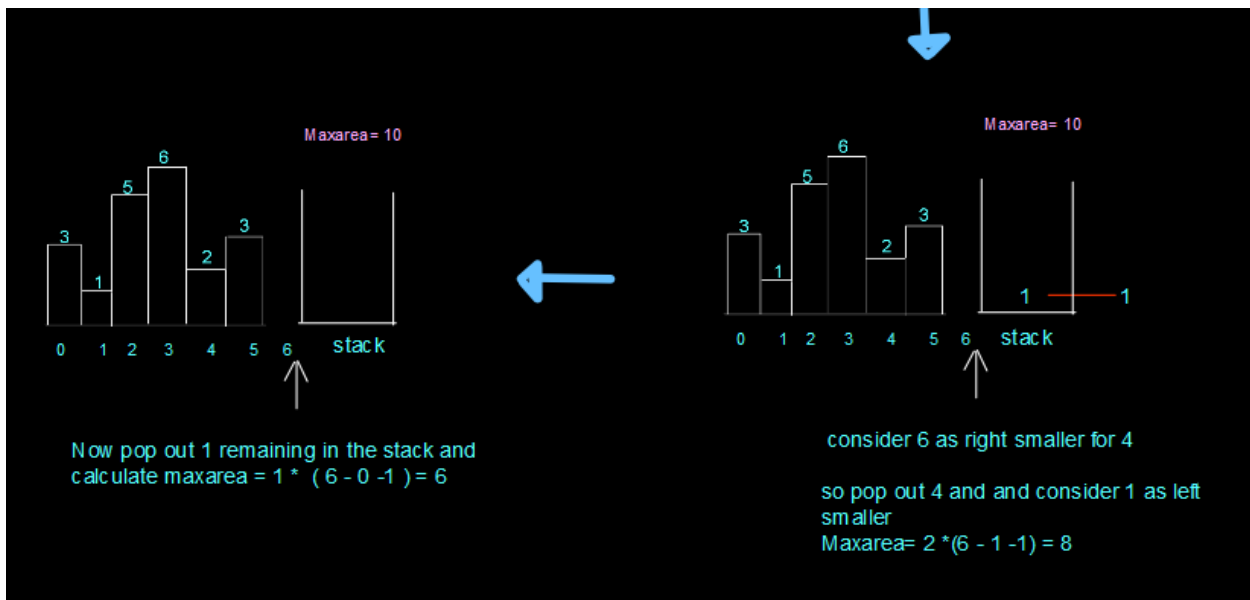 Maxarea= 10
6
5
3
3
2
1
0 1 2 3 4 5 6 stack
Now pop out 1 remaining in the stack and
calculate maxarea = 1 * ( 6 - 0 -1 ) = 6
Maxarea= 10
6
5
3
3
2
1
1 1
0 1 2 3 4 5 6 stack
consider 6 as right smaller for 4
so pop out 4 and and consider 1 as left
smaller
Maxarea= 2 *(6 - 1 -1) = 8